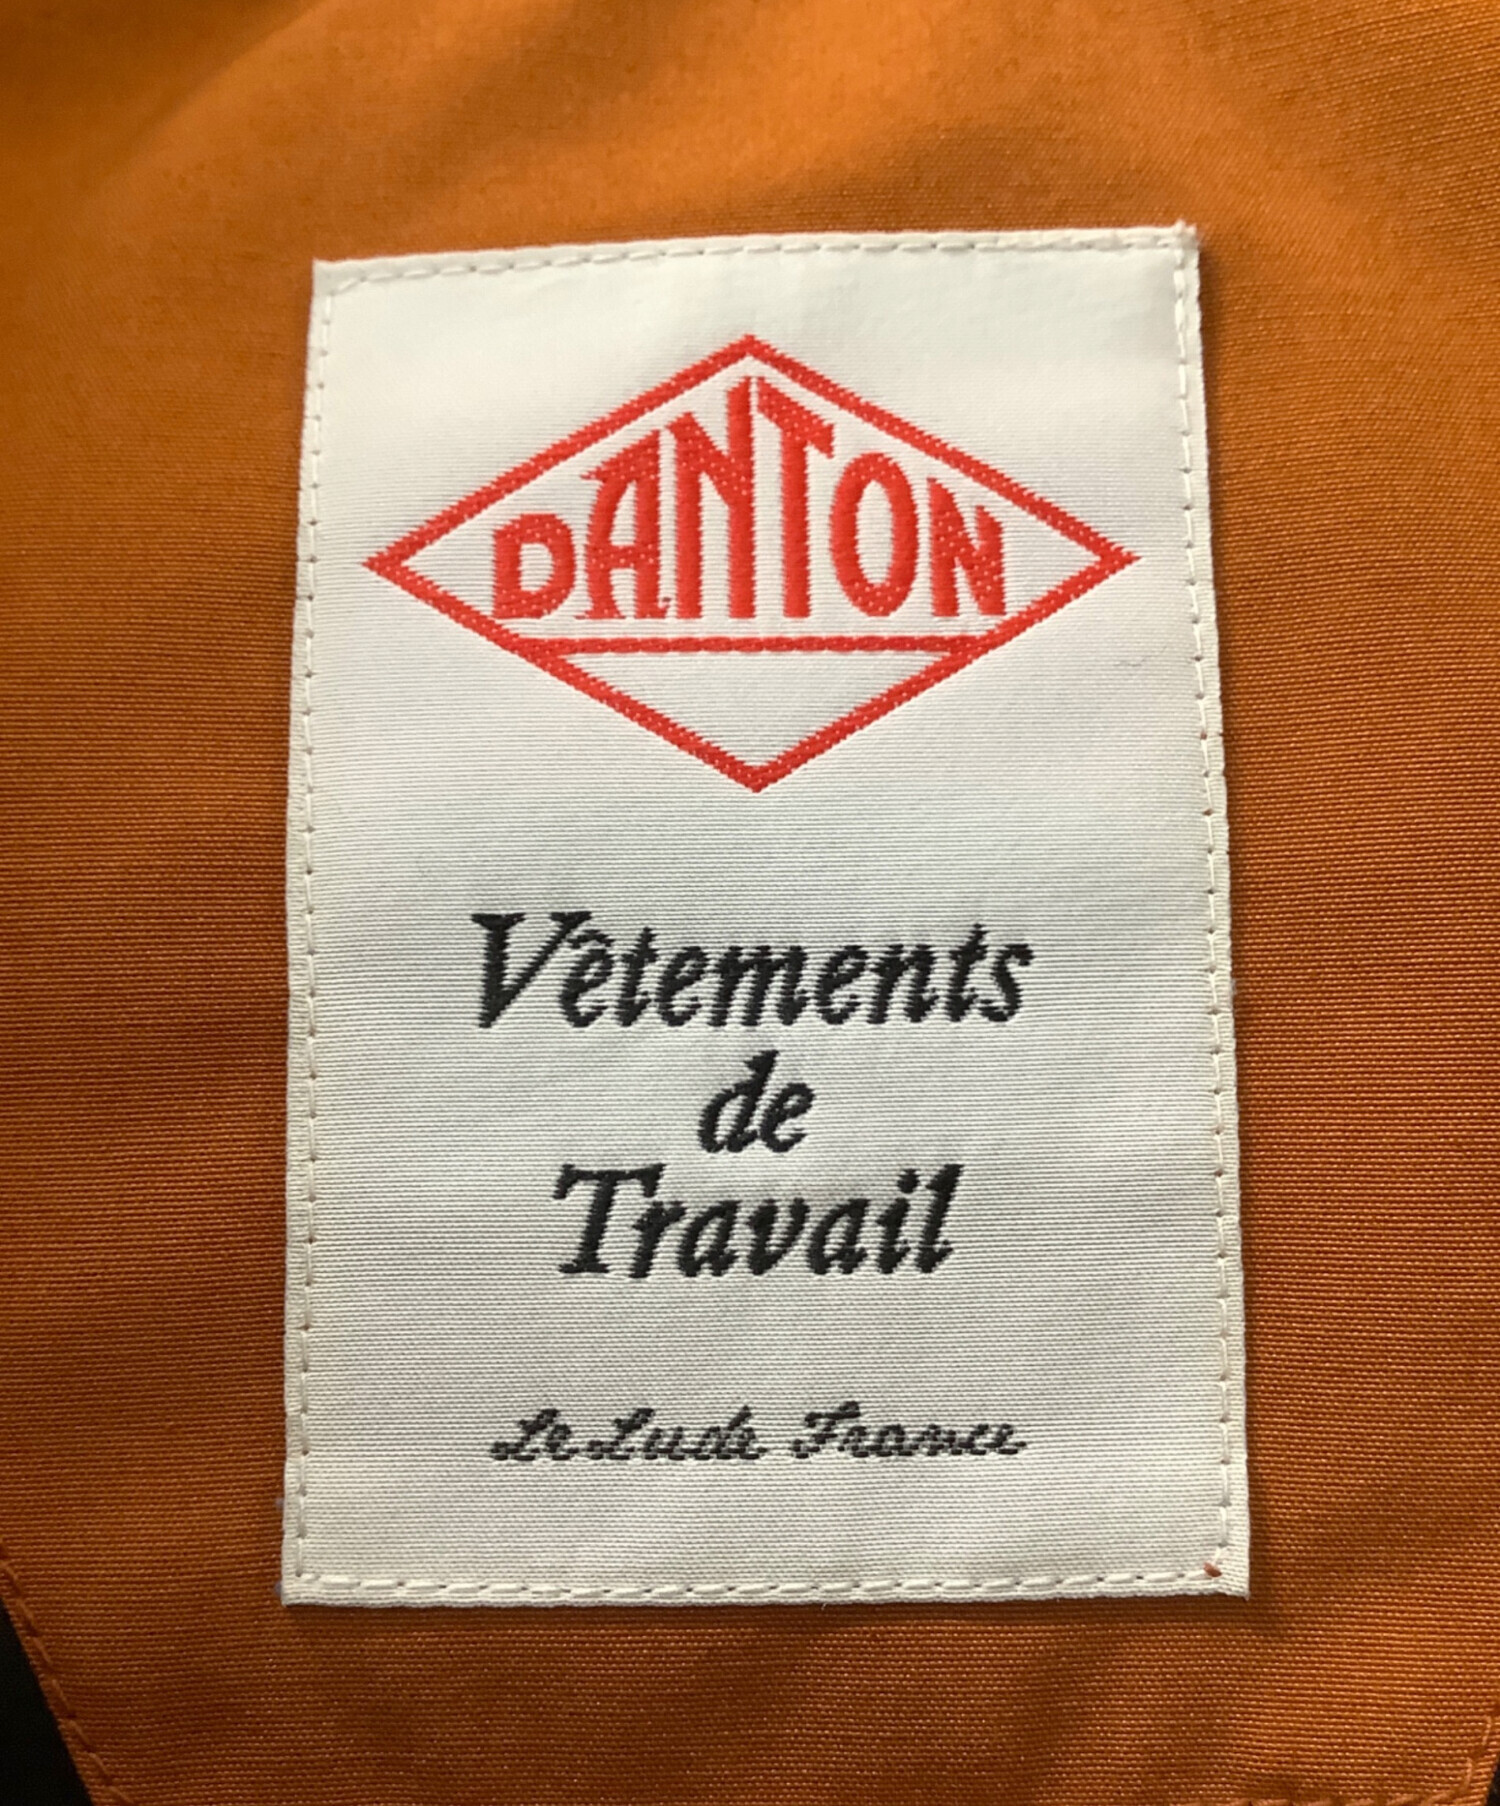 DANTON
Vêtements
de
Travail
Le Lude France